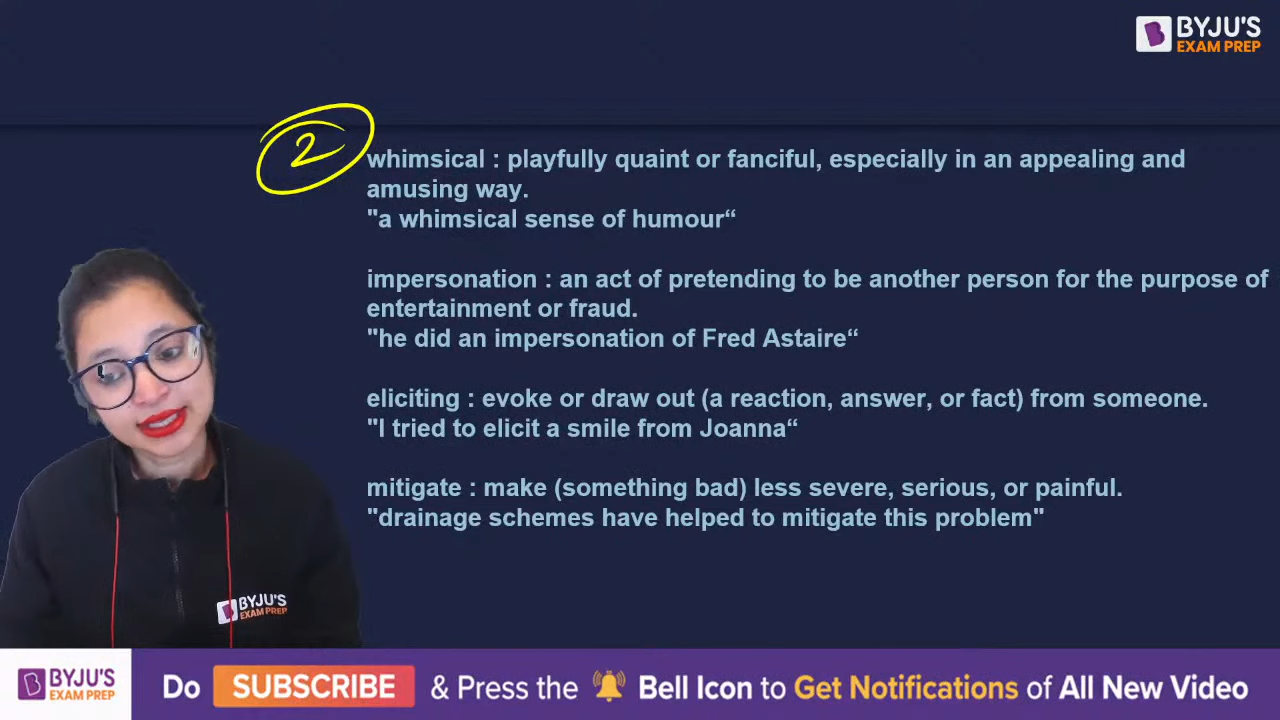 BYJU'S
EXAM PREP
2
whimsical : playfully quaint or fanciful, especially in an appealing and
amusing way.
"a whimsical sense of humour“
impersonation : an act of pretending to be another person for the purpose of
entertainment or fraud.
"he did an impersonation of Fred Astaire“
eliciting : evoke or draw out (a reaction, answer, or fact) from someone.
"I tried to elicit a smile from Joanna“
mitigate : make (something bad) less severe, serious, or painful.
"drainage schemes have helped to mitigate this problem"
BYJU'S
EXAM PREP
BYJU'S
EXAM PREP
Do SUBSCRIBE & Press the Bell Icon to Get Notifications of All New Video